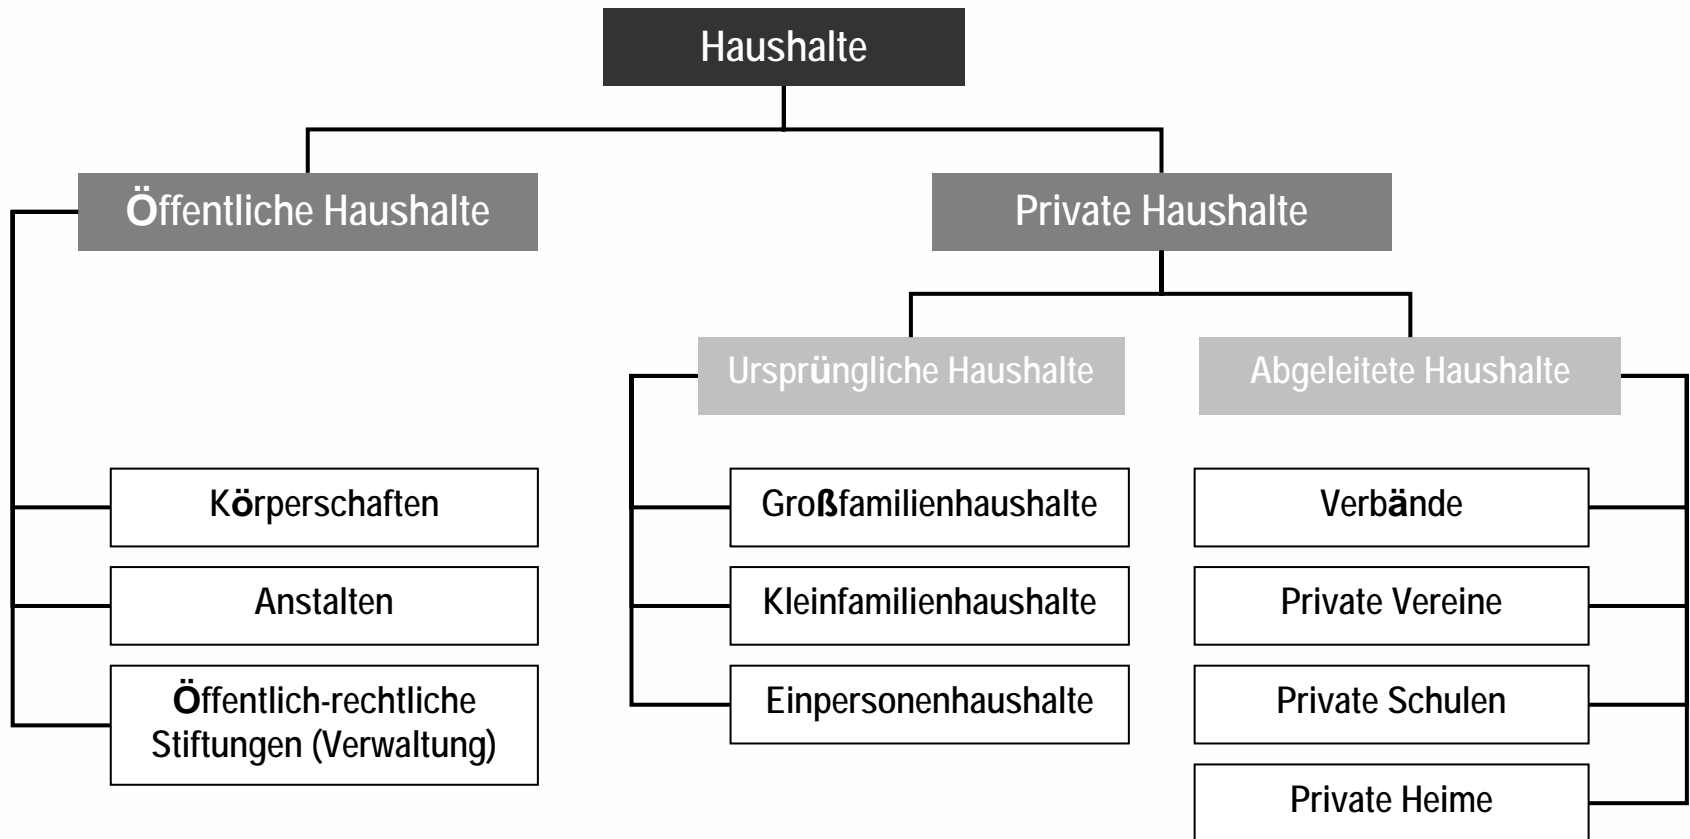 Haushalte
Öffentliche Haushalte
Private Haushalte
Ursprüngliche Haushalte
Abgeleitete Haushalte
Körperschaften
Anstalten
Öffentlich-rechtliche
Stiftungen (Verwaltung)
Großfamilienhaushalte
Kleinfamilienhaushalte
Einpersonenhaushalte
Verbände
Private Vereine
Private Schulen
Private Heime